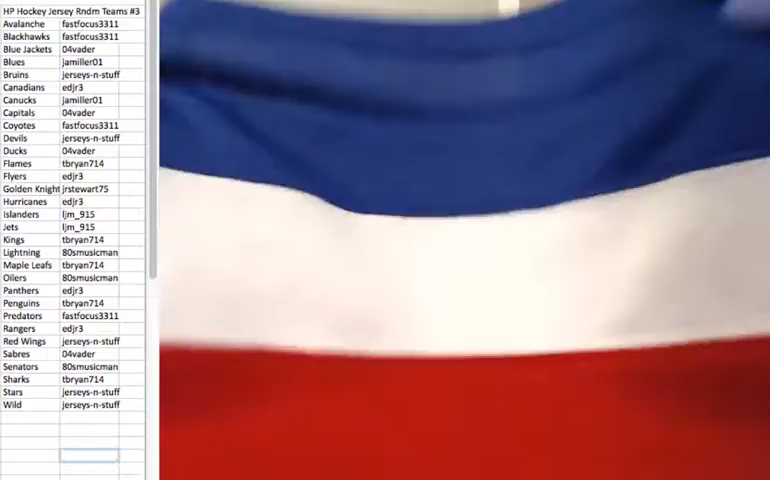 HP Hockey Jersey Rndm Teams #3
Avalanche fastfocus3311
Blackhawks fastfocus3311
Blue Jackets 04vader
Blues jamiller01
Bruins jerseys-n-stuff
Canadians edjr3
Canucks jamiller01
Capitals 04vader
Coyotes fastfocus3311
Devils jerseys-n-stuff
Ducks 04vader
Flames tbryan714
Flyers edjr3
Golden Knight jrstewart75
Hurricanes edjr3
Islanders ljm_915
Jets ljm_915
Kings tbryan714
Lightning 80smusicman
Maple Leafs tbryan714
Oilers 80smusicman
Panthers edjr3
Penguins tbryan714
Predators fastfocus3311
Rangers edjr3
Red Wings jerseys-n-stuff
Sabres 04vader
Senators 80smusicman
Sharks tbryan714
Stars jerseys-n-stuff
Wild jerseys-n-stuff